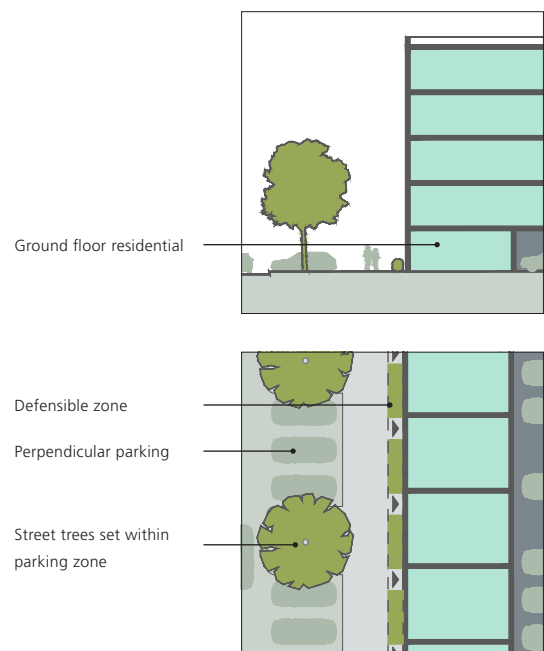 Ground floor residential
Defensible zone
Perpendicular parking
Street trees set within
parking zone